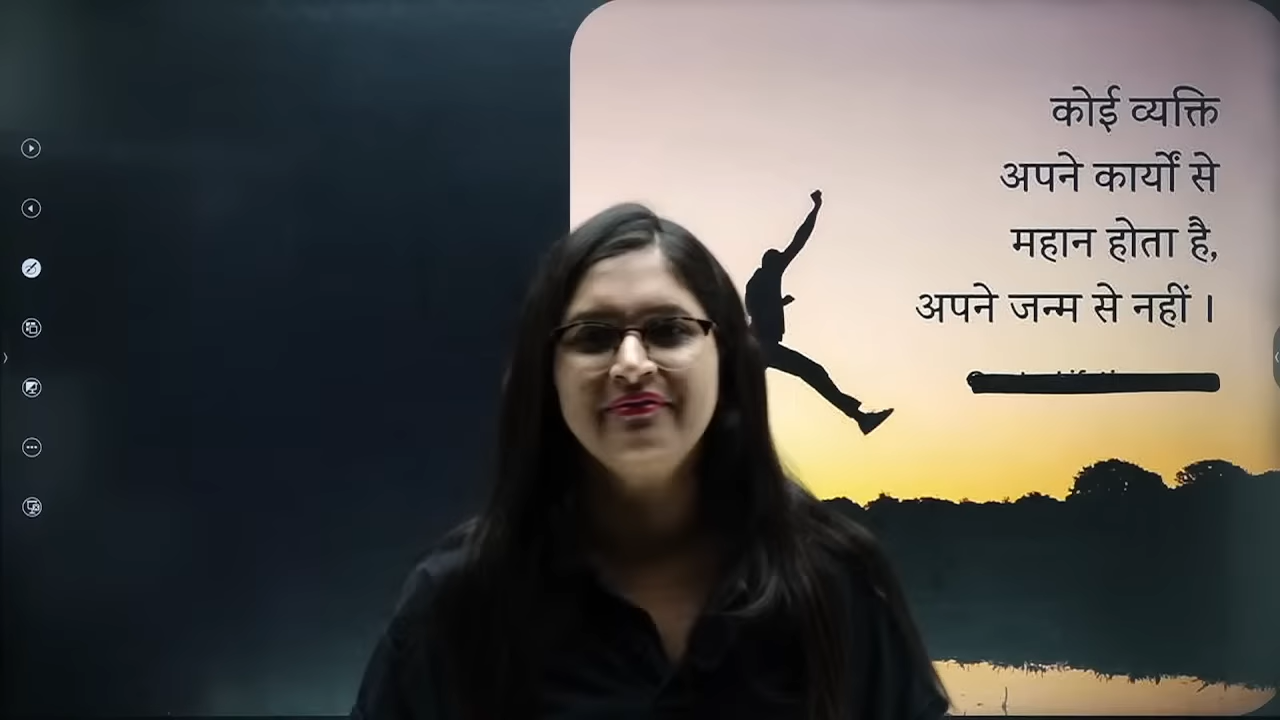 कोई व्यक्ति
अपने कार्यों से
महान होता है,
अपने जन्म से नहीं ।